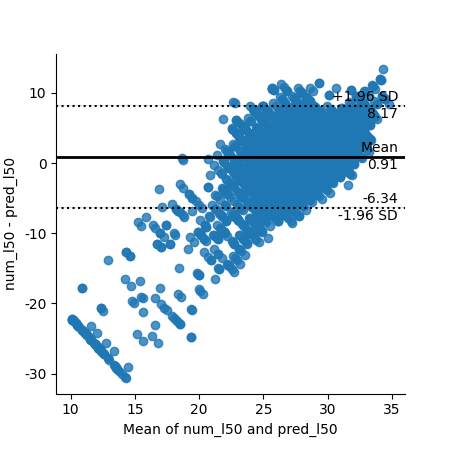 num_l50 - pred_l50
10
0
-10
-20
-30
+1.96 SD
8.17
Mean
0.91
-6.34
-1.96 SD
10 15 20 25 30 35
Mean of num_l50 and pred_l50